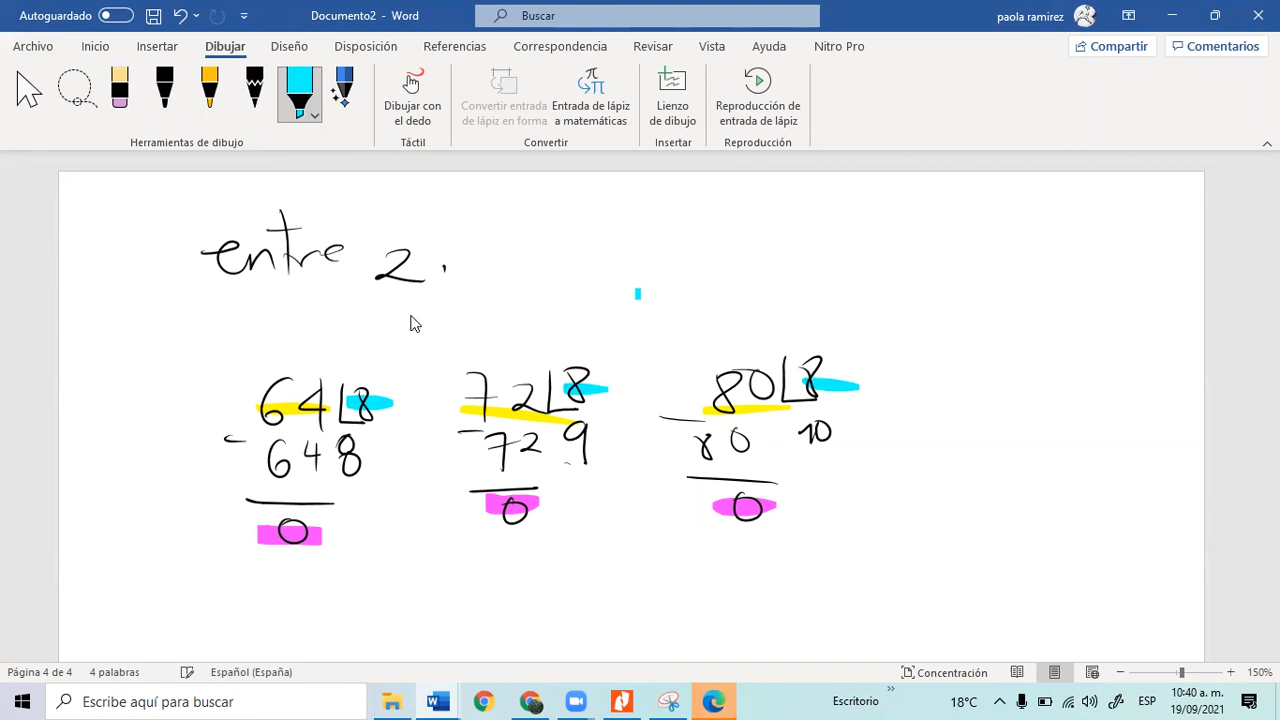 Autoguardado Documento2 - Word Buscar paola ramirez
Archivo Inicio Insertar Dibujar Diseño Disposición Referencias Correspondencia Revisar Vista Ayuda Nitro Pro Compartir Comentarios
Dibujar con el dedo
Convertir entrada de lápiz en forma
Entrada de lápiz a matemáticas
Lienzo de dibujo
Reproducción de entrada de lápiz
Herramientas de dibujo Táctil Convertir Insertar Reproducción
entre 2.
64 8 72 8 80 8
- 64 8 - 72 9 - 80 10
0 0 0
Página 4 de 4 4 palabras Español (España) Concentración 150%
Escribe aquí para buscar Escritorio » 18°C ESP 10:40 a. m.
19/09/2021